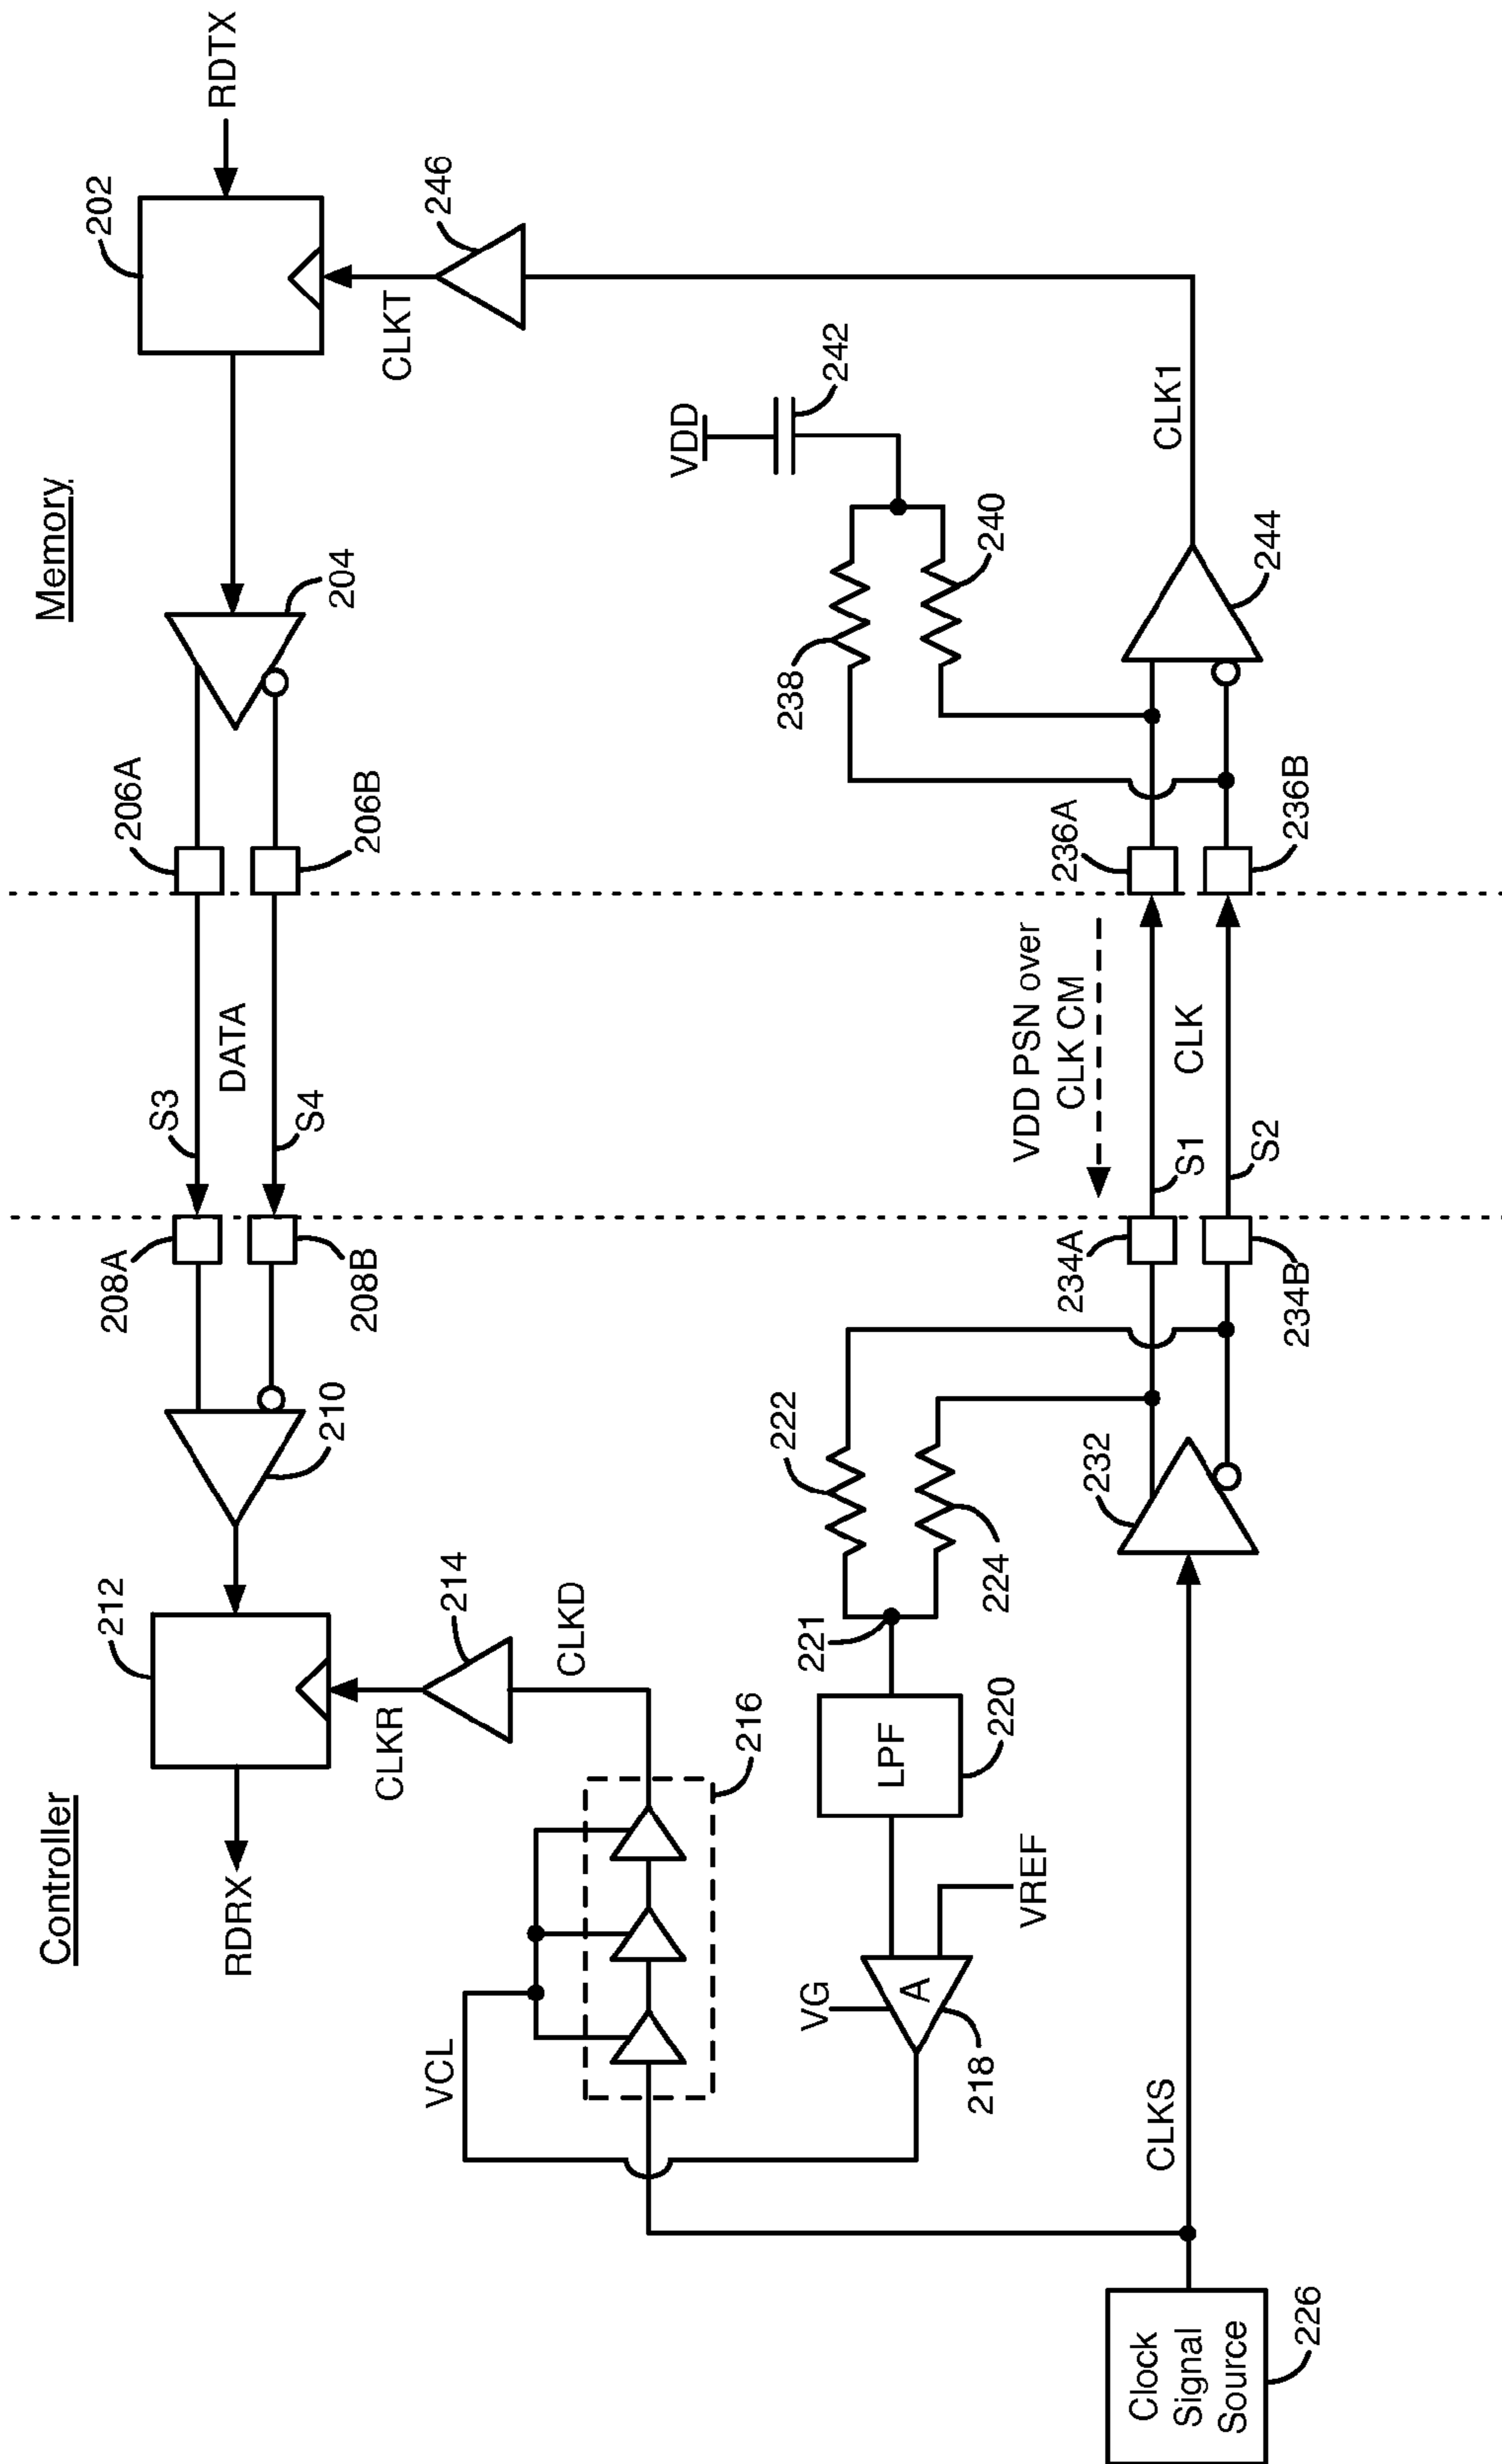 Controller
Memory
RDRX
212
210
208A
208B
S3
S4
DATA
206A
206B
204
202
RDTX
CLKR
214
CLKD
216
VCL
CLKT
246
VG
A
218
VREF
LPF
220
221
222
224
VDD
242
238
240
VDD PSN over
CLK CM
Clock
Signal
Source
226
CLKS
232
234A
234B
S1
S2
CLK
236A
236B
244
CLK1